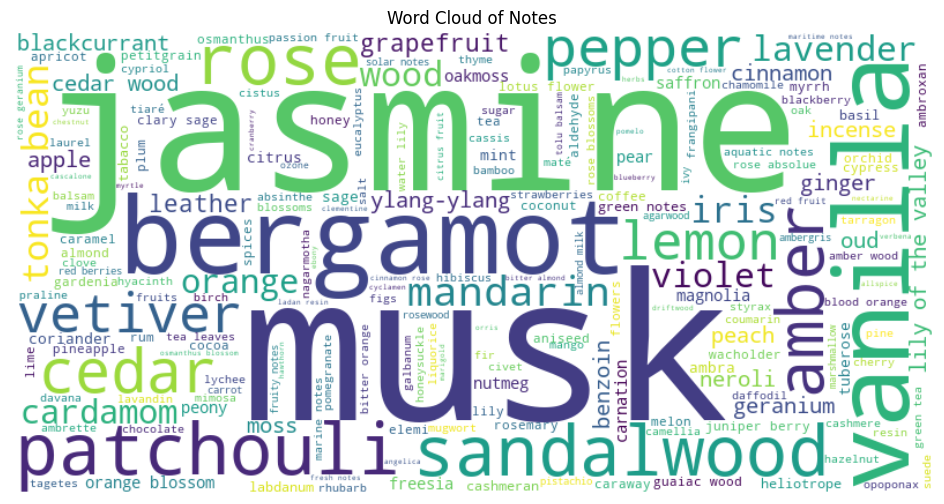 Word Cloud of Notes
jasmine
musk
bergamot
vanilla
patchouli
sandalwood
rose
pepper
cedar
lemon
amber
vetiver
mandarin
iris
violet
tonka bean
lavender
orange
wood
cardamom
grapefruit
leather
blackcurrant
cedar wood
osmanthus
passion fruit
apricot
petitgrain
cypriol
solar notes
thyme
papyrus
maritime notes
cotton flower
cinnamon
saffron
chamomile
myrrh
blackberry
ambroxan
herbs
oakmoss
lotus flower
rose geranium
yuzu
tiaré
cistus
chestnut
clary sage
honey
eucalyptus
sugar
tea
cassis
tolu balsam
aldehyde
rose blossoms
pomelo
frangipani
oak
basil
incense
laurel
tobacco
plum
cranberry
citrus
water lily
citrus fruit
mint
bamboo
maté
pear
blueberry
ivy
aquatic notes
rose absolue
orchid
cypress
apple
cascalone
ozone
myrtle
balsam
milk
absinthe
blossoms
sage
salt
clementine
ylang-ylang
strawberries
coconut
coffee
green notes
agarwood
ginger
red fruit
nectarine
tarragon
verbena
lily of the valley
caramel
almond
clove
red berries
gardenia
hyacinth
spices
nagarmotha
ebony
ambergris
oud
amber wood
allspice
praline
fruits
birch
ladan resin
cinnamon rose
cyclamen
hibiscus
bitter almond
figs
almond milk
flowers
magnolia
driftwood
styrax
coumarin
blood orange
coriander
rum
tea leaves
rosewood
orris
aniseed
mango
peach
wacholder
pine
cherry
lime
pineapple
cocoa
osmanthus blossom
hawthorn
fruity notes
pomegranate
bitter orange
galbanum
honeysuckle
liquorice
marigold
fir
civet
nutmeg
benzoin
carnation
ambra
neroli
daffodil
marshmallow
tuberose
lychee
carrot
davana
lavandin
mimosa
peony
lily
geranium
cashmere
resin
green tea
ambrette
chocolate
moss
marine notes
elemi
mugwort
rosemary
melon
camellia
juniper berry
hazelnut
suede
angelica
fresh notes
pistachio
tagetes
orange blossom
labdanum
rhubarb
freesia
cashmeran
caraway
guaiac wood
heliotrope
opoponax